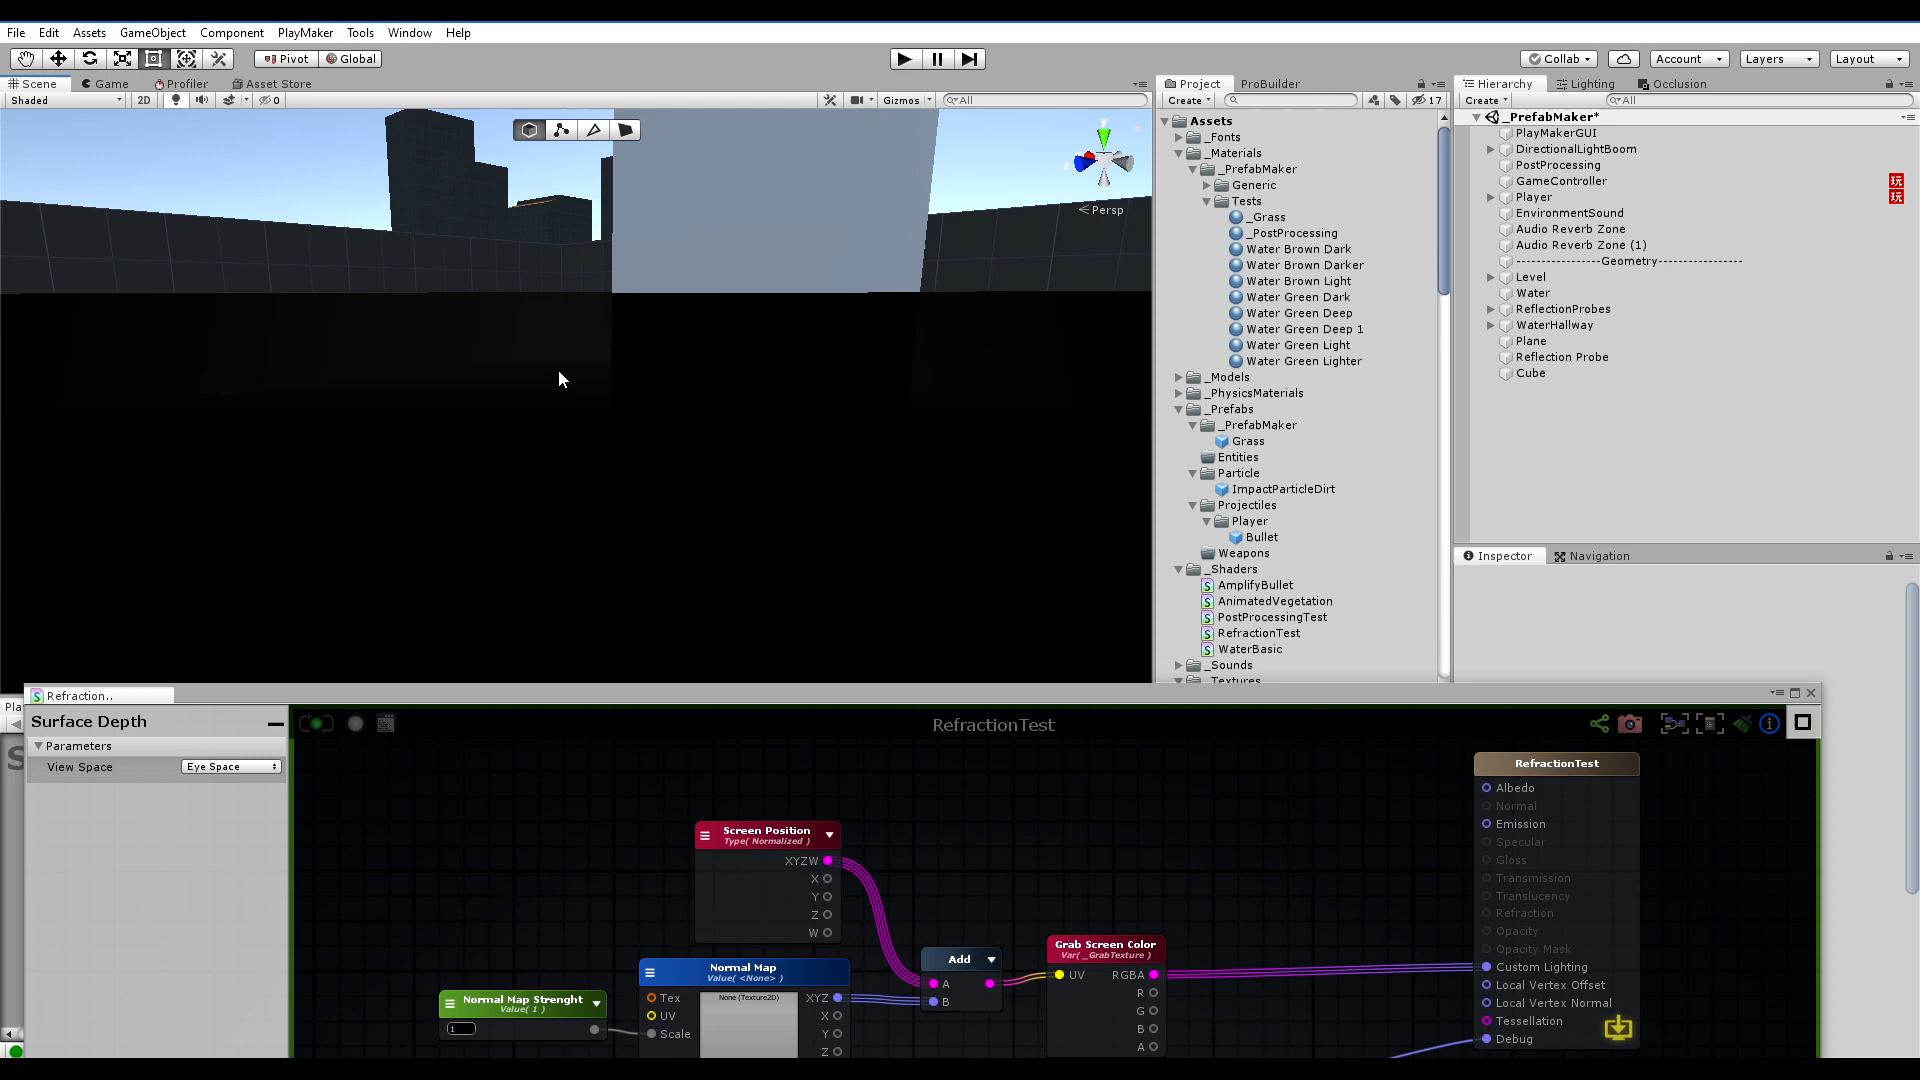 File Edit Assets GameObject Component PlayMaker Tools Window Help
Pivot Global Collab Account Layers Layout
Scene Game Profiler Asset Store
Shaded 2D 0 Gizmos All
y
z
Persp
Project ProBuilder
Create 17
Assets
_Fonts
_Materials
_PrefabMaker
Generic
Tests
_Grass
_PostProcessing
Water Brown Dark
Water Brown Darker
Water Brown Light
Water Green Dark
Water Green Deep
Water Green Deep 1
Water Green Light
Water Green Lighter
_Models
_PhysicsMaterials
_Prefabs
_PrefabMaker
Grass
Entities
Particle
ImpactParticleDirt
Projectiles
Player
Bullet
Weapons
_Shaders
AmplifyBullet
AnimatedVegetation
PostProcessingTest
RefractionTest
WaterBasic
_Sounds
_Textures
Hierarchy Lighting Occlusion
Create All
_PrefabMaker*
PlayMakerGUI
DirectionalLightBoom
PostProcessing
GameController 玩
Player 玩
EnvironmentSound
Audio Reverb Zone
Audio Reverb Zone (1)
-----------------Geometry-----------------
Level
Water
ReflectionProbes
WaterHallway
Plane
Reflection Probe
Cube
Inspector Navigation
Refraction..
Pla
Surface Depth
Parameters
View Space Eye Space
RefractionTest
Screen Position
Type( Normalized )
XYZW
X
Y
Z
W
Normal Map Strenght
Value( 1 )
1
Normal Map
Value( <None> )
Tex None (Texture2D) XYZ
UV X
Scale Y
Z
Add
A
B
Grab Screen Color
Var( _GrabTexture )
UV RGBA
R
G
B
A
RefractionTest
Albedo
Normal
Emission
Specular
Gloss
Transmission
Translucency
Refraction
Opacity
Opacity Mask
Custom Lighting
Local Vertex Offset
Local Vertex Normal
Tessellation
Debug